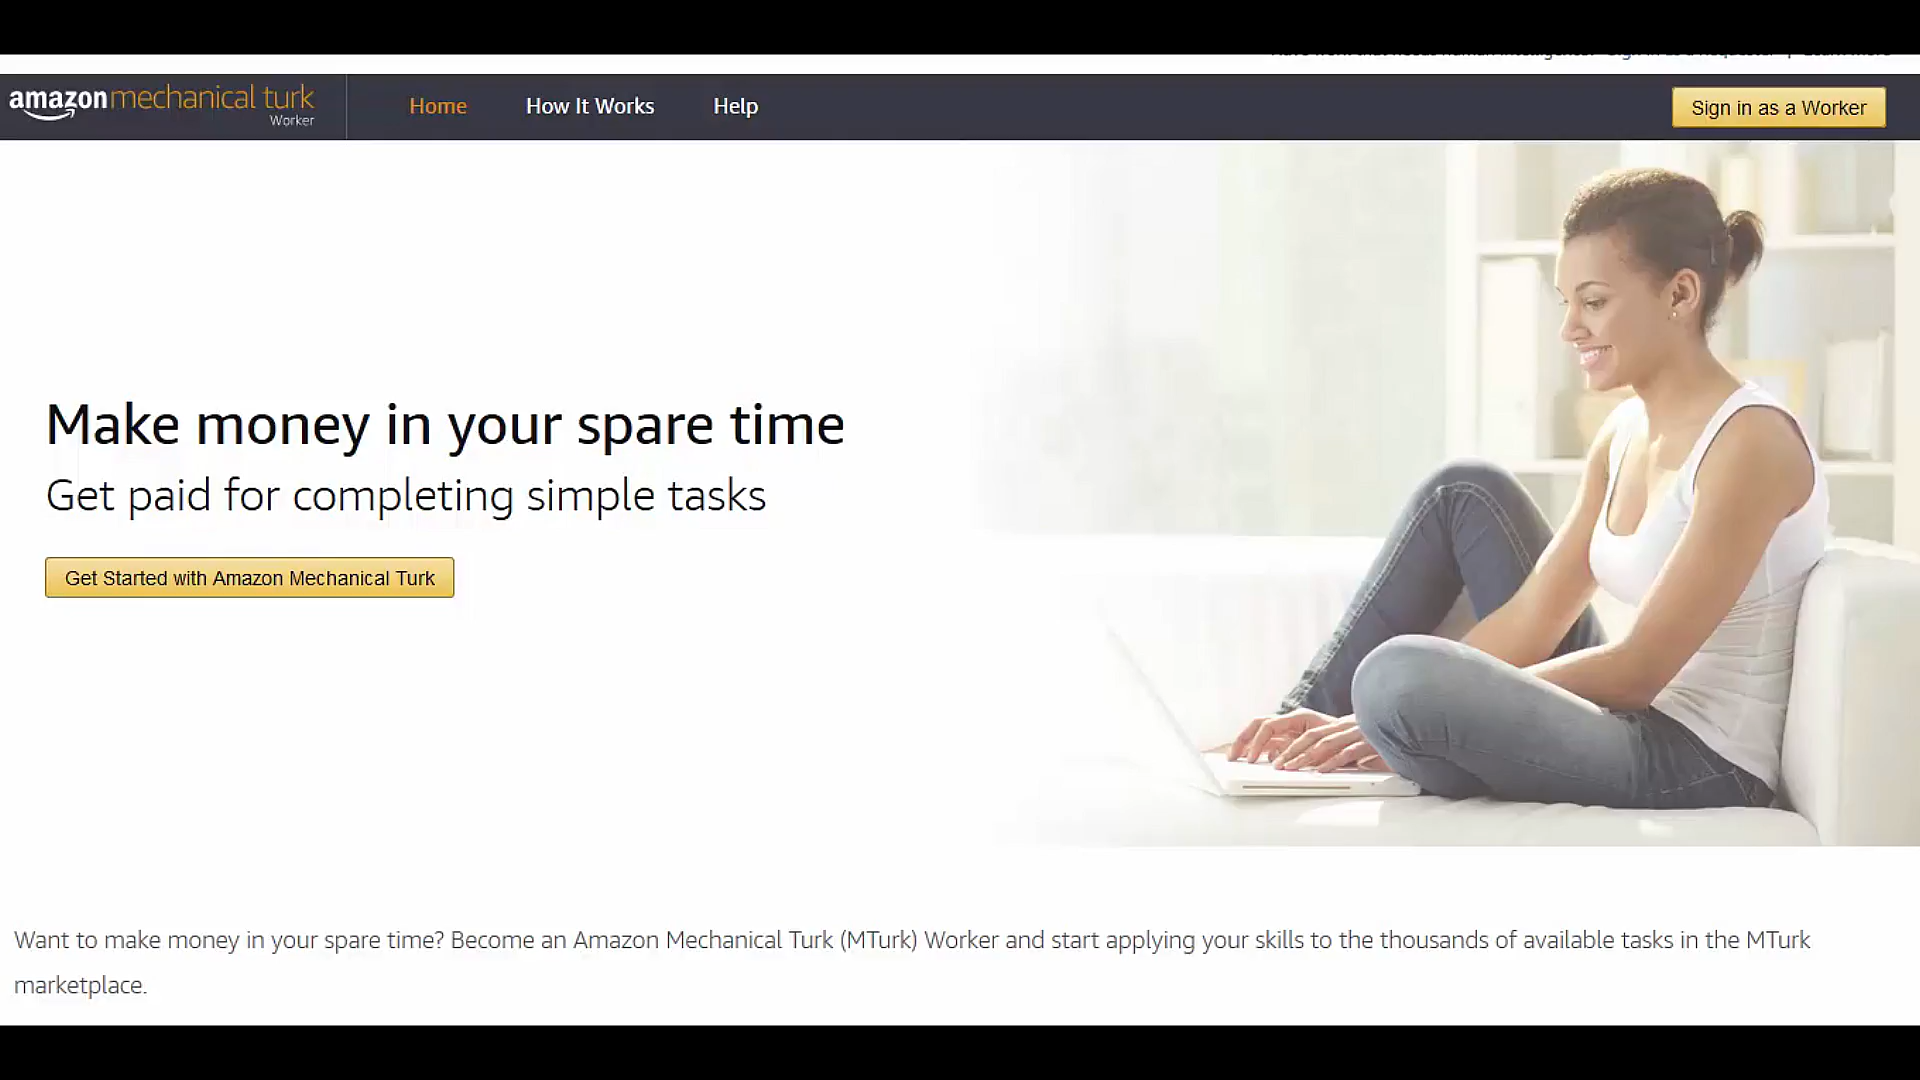 amazon mechanical turk
Worker
Home
How It Works
Help
Sign in as a Worker
Make money in your spare time
Get paid for completing simple tasks
Get Started with Amazon Mechanical Turk
Want to make money in your spare time? Become an Amazon Mechanical Turk (MTurk) Worker and start applying your skills to the thousands of available tasks in the MTurk
marketplace.